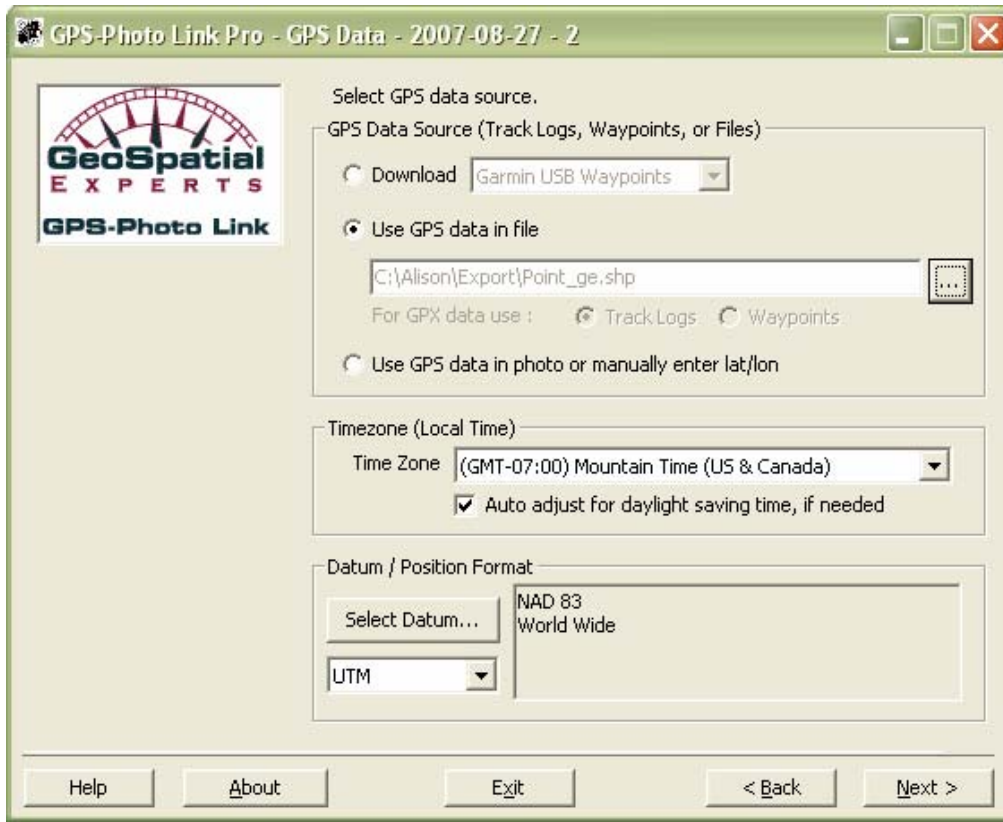 GPS-Photo Link Pro - GPS Data - 2007-08-27 - 2
GeoSpatial
EXPERTS
GPS-Photo Link
Select GPS data source.
GPS Data Source (Track Logs, Waypoints, or Files)
Download
Garmin USB Waypoints
Use GPS data in file
C:\Alison\Export\Point_ge.shp
...
For GPX data use :
Track Logs
Waypoints
Use GPS data in photo or manually enter lat/lon
Timezone (Local Time)
Time Zone
(GMT-07:00) Mountain Time (US & Canada)
Auto adjust for daylight saving time, if needed
Datum / Position Format
Select Datum...
NAD 83
World Wide
UTM
Help
About
Exit
< Back
Next >